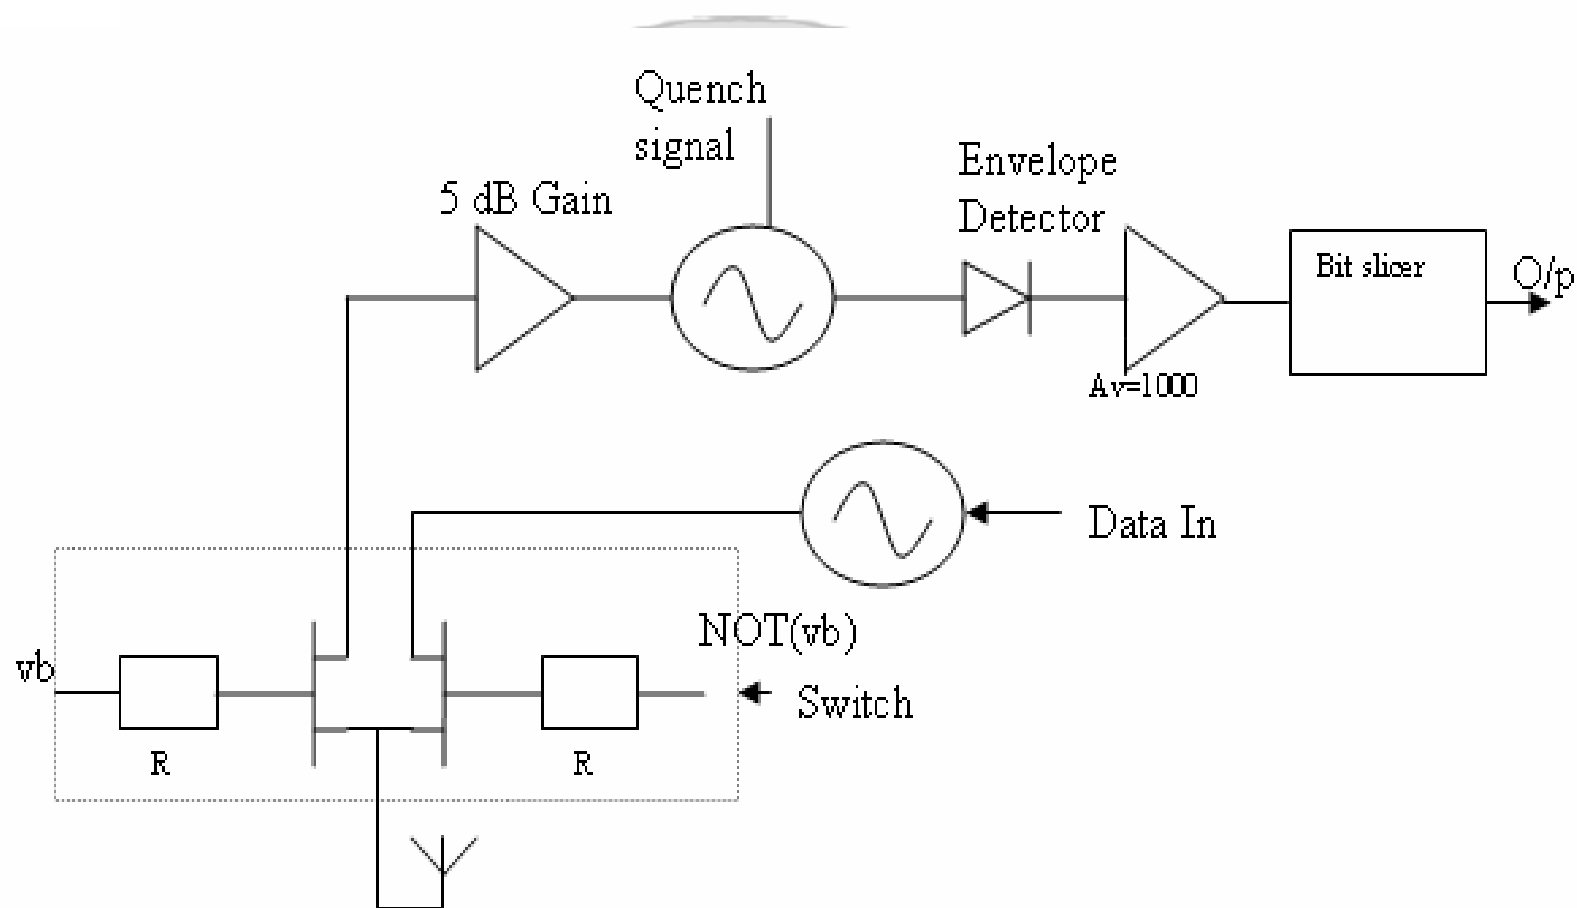 Quench
signal
5 dB Gain
Envelope
Detector
Bit slicer
O/p
Av=1000
Data In
NOT(vb)
vb
Switch
R
R